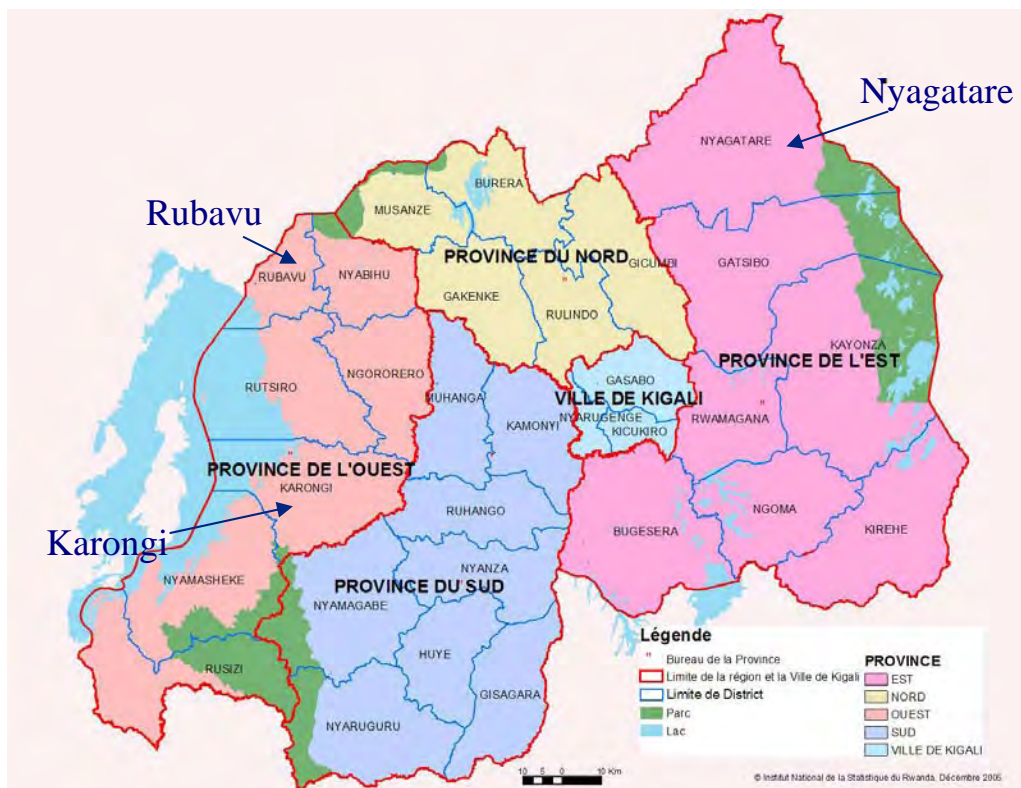 Nyagatare
NYAGATARE
BURERA
MUSANZE
Rubavu
PROVINCE DU NORD
GICUMBI
GATSIBO
RUBAVU
NYABIHU
GAKENKE
RULINDO
KAYONZA
PROVINCE DE L'EST
NGORORERO
RUTSIRO
GASABO
MUHANGA
VILLE DE KIGALI
KAMONYI
NYARUGENGE
RWAMAGANA
KICUKIRO
PROVINCE DE L'OUEST
KARONGI
RUHANGO
NGOMA
KIREHE
BUGESERA
Karongi
NYANZA
NYAMASHEKE
PROVINCE DU SUD
NYAMAGABE
HUYE
RUSIZI
GISAGARA
NYARUGURU
Légende
" Bureau de la Province
Limite de la région et la Ville de Kigali
Limite de District
Parc
Lac
PROVINCE
EST
NORD
OUEST
SUD
VILLE DE KIGALI
10 5 0 10 Km
© Institut National de la Statistique du Rwanda, Décembre 2005